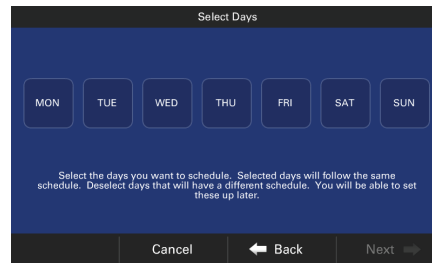 Select Days
MON TUE WED THU FRI SAT SUN
Select the days you want to schedule. Selected days will follow the same
schedule. Deselect days that will have a different schedule. You will be able to set
these up later.
Cancel Back Next